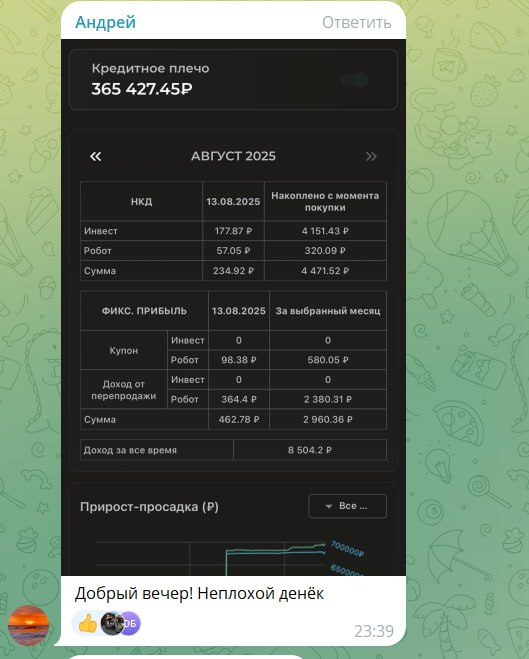 Андрей Ответить
Кредитное плечо
365 427.45₽
« АВГУСТ 2025 »
НКД 13.08.2025 Накоплено с момента
покупки
Инвест 177.87 ₽ 4 151.43 ₽
Робот 57.05 ₽ 320.09 ₽
Сумма 234.92 ₽ 4 471.52 ₽
ФИКС. ПРИБЫЛЬ 13.08.2025 За выбранный месяц
Купон Инвест 0 0
Робот 98.38 ₽ 580.05 ₽
Доход от перепродажи Инвест 0 0
Робот 364.4 ₽ 2 380.31 ₽
Сумма 462.78 ₽ 2 960.36 ₽
Доход за все время 8 504.2 ₽
Прирост-просадка (₽) Все ...
700000₽
Добрый вечер! Неплохой денёк
ОБ
23:39